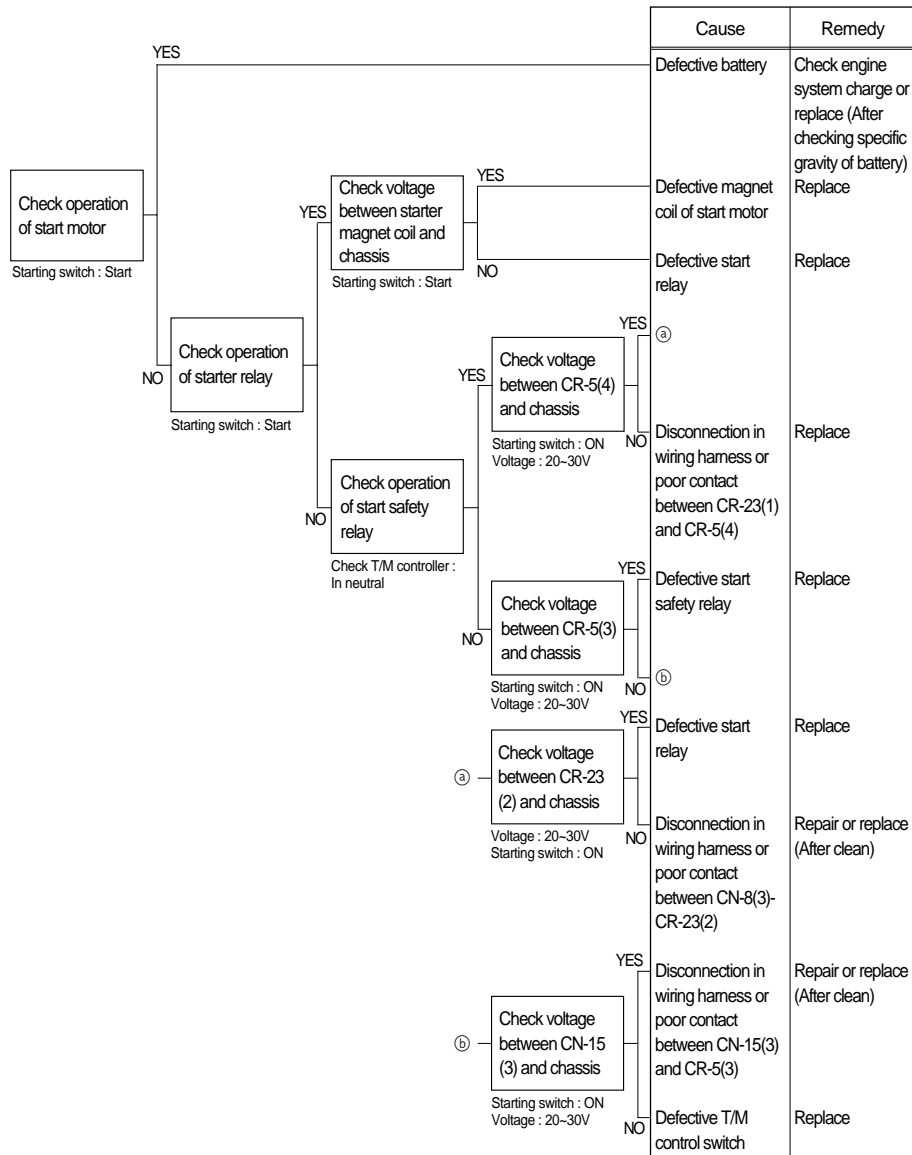 Cause
Remedy
YES
Defective battery
Check engine
system charge or
replace (After
checking specific
gravity of battery)
Check operation
of start motor
Starting switch : Start
YES
Check voltage
between starter
magnet coil and
chassis
Starting switch : Start
YES
Defective magnet
coil of start motor
Replace
NO
Defective start
relay
Replace
NO
Check operation
of starter relay
Starting switch : Start
YES
Check voltage
between CR-5(4)
and chassis
Starting switch : ON
Voltage : 20~30V
YES
ⓐ
NO
Disconnection in
wiring harness or
poor contact
between CR-23(1)
and CR-5(4)
Replace
NO
Check operation
of start safety
relay
Check T/M controller :
In neutral
NO
Check voltage
between CR-5(3)
and chassis
Starting switch : ON
Voltage : 20~30V
YES
Defective start
safety relay
Replace
NO
ⓑ
ⓐ
Check voltage
between CR-23
(2) and chassis
Voltage : 20~30V
Starting switch : ON
YES
Defective start
relay
Replace
NO
Disconnection in
wiring harness or
poor contact
between CN-8(3)-
CR-23(2)
Repair or replace
(After clean)
ⓑ
Check voltage
between CN-15
(3) and chassis
Starting switch : ON
Voltage : 20~30V
YES
Disconnection in
wiring harness or
poor contact
between CN-15(3)
and CR-5(3)
Repair or replace
(After clean)
NO
Defective T/M
control switch
Replace